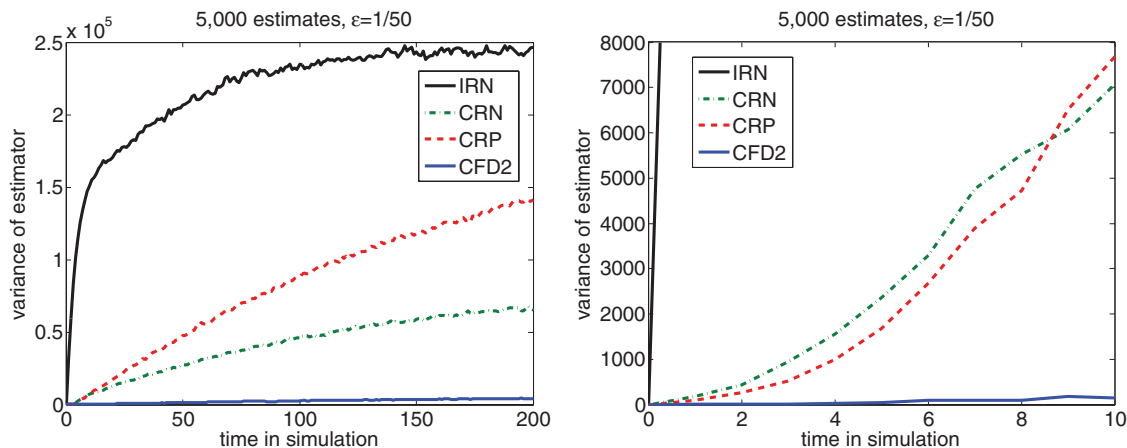 5,000 estimates, ε=1/50
x 10⁵
2.5
2
1.5
1
0.5
0
variance of estimator
IRN
CRN
CRP
CFD2
0 50 100 150 200
time in simulation
5,000 estimates, ε=1/50
8000
7000
6000
5000
4000
3000
2000
1000
0
variance of estimator
IRN
CRN
CRP
CFD2
0 2 4 6 8 10
time in simulation